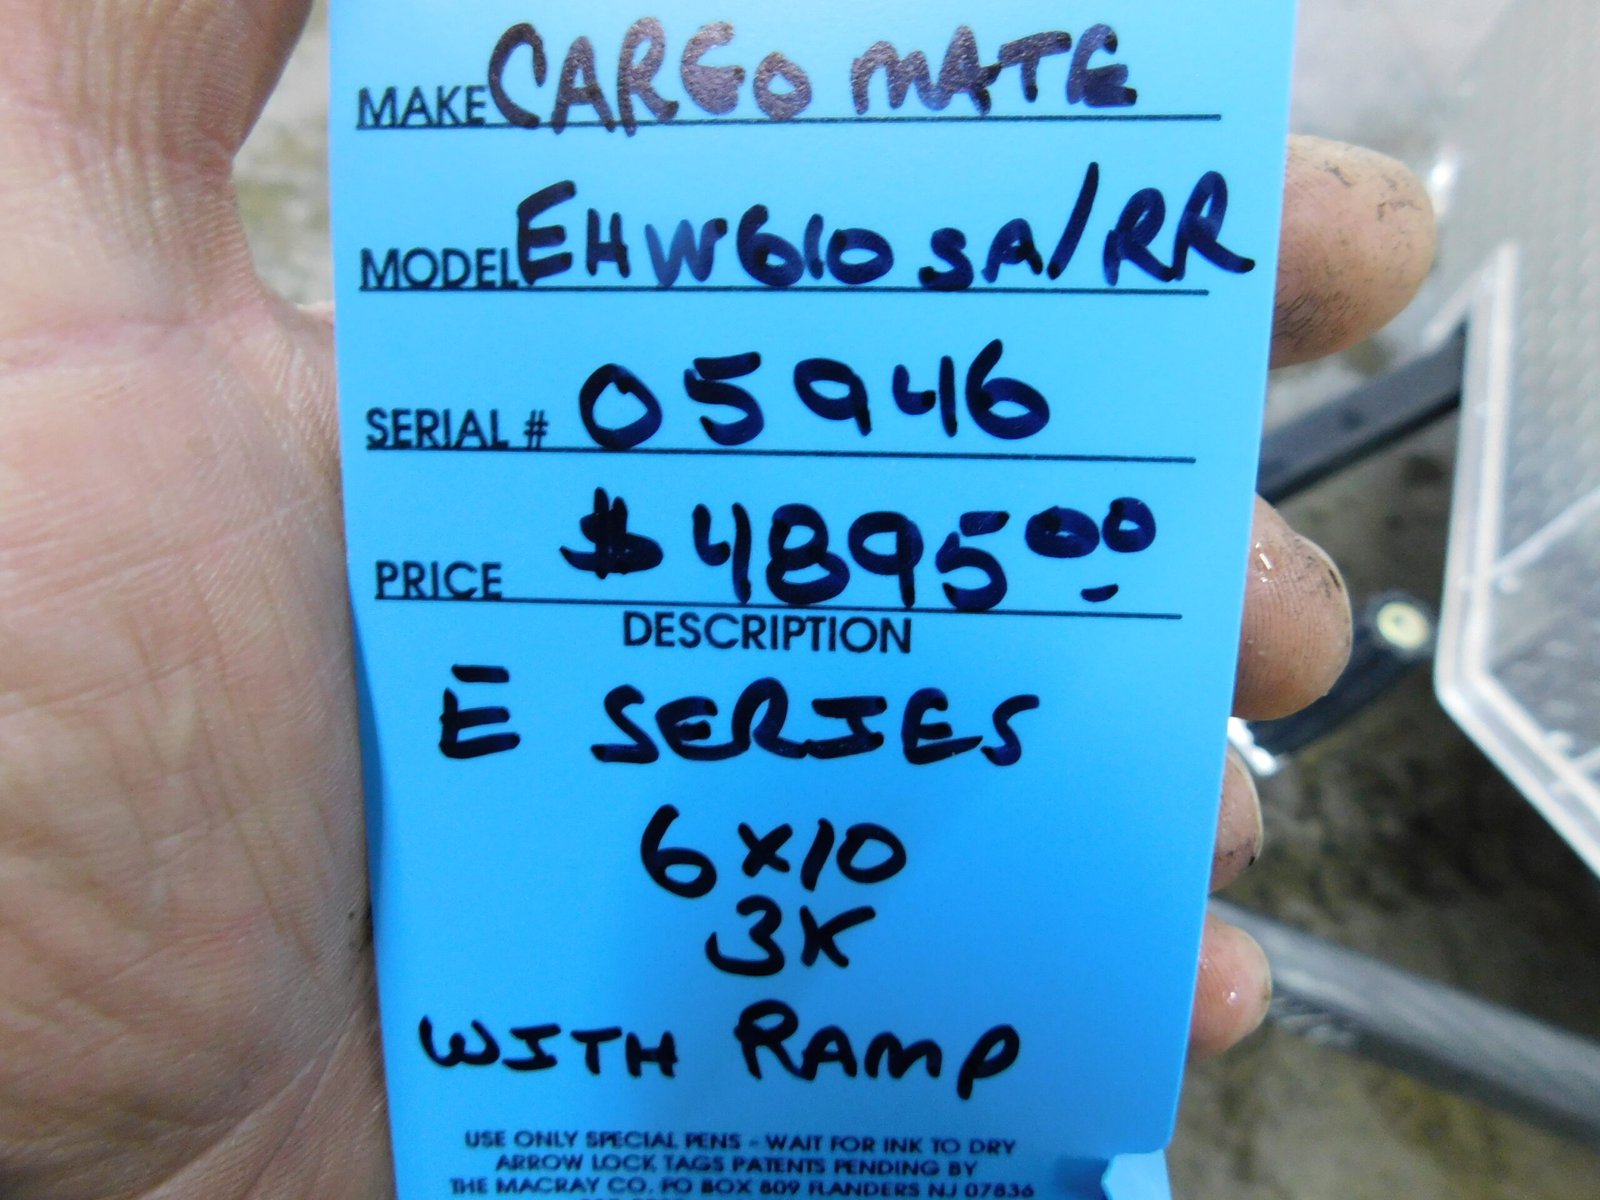 MAKE CARGO MATE
MODEL EHW610SA/RR
SERIAL # 05946
PRICE $4895.00
DESCRIPTION
E SERIES
6X10
3K
WITH RAMP
USE ONLY SPECIAL PENS - WAIT FOR INK TO DRY
ARROW LOCK TAGS PATENTS PENDING BY
THE MACRAY CO. PO BOX 809 FLANDERS NJ 07836